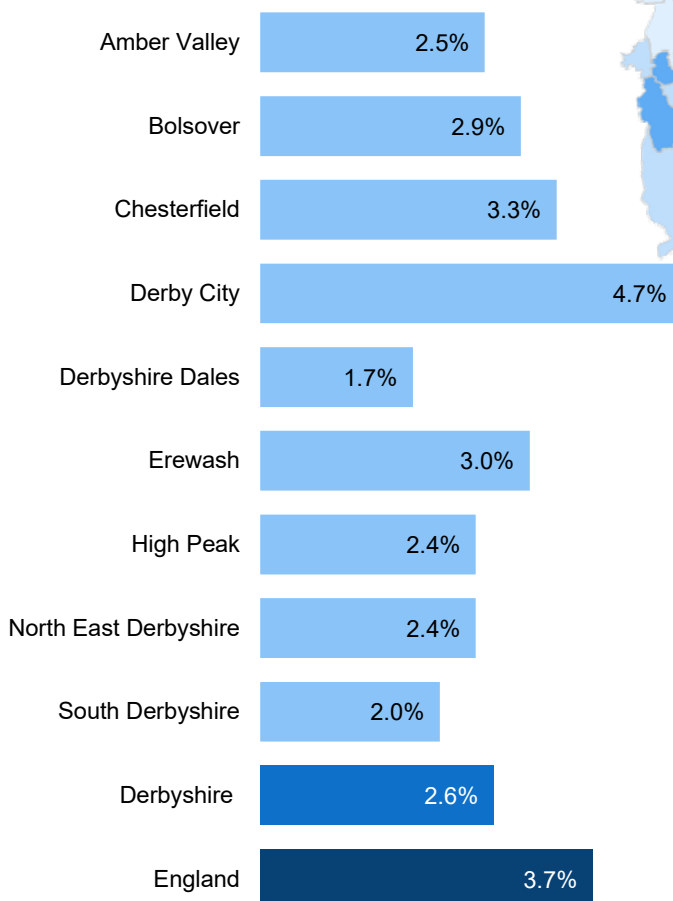 Amber Valley 2.5%
Bolsover 2.9%
Chesterfield 3.3%
Derby City 4.7%
Derbyshire Dales 1.7%
Erewash 3.0%
High Peak 2.4%
North East Derbyshire 2.4%
South Derbyshire 2.0%
Derbyshire 2.6%
England 3.7%